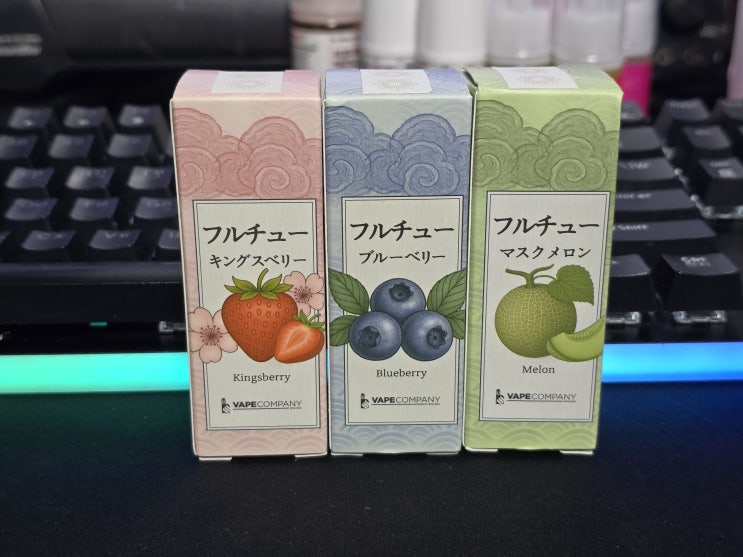 フルチュー
キングスベリー
Kingsberry
VAPECOMPANY
フルチュー
ブルーベリー
Blueberry
VAPECOMPANY
フルチュー
マスクメロン
Melon
VAPECOMPANY
Shift
Ctrl